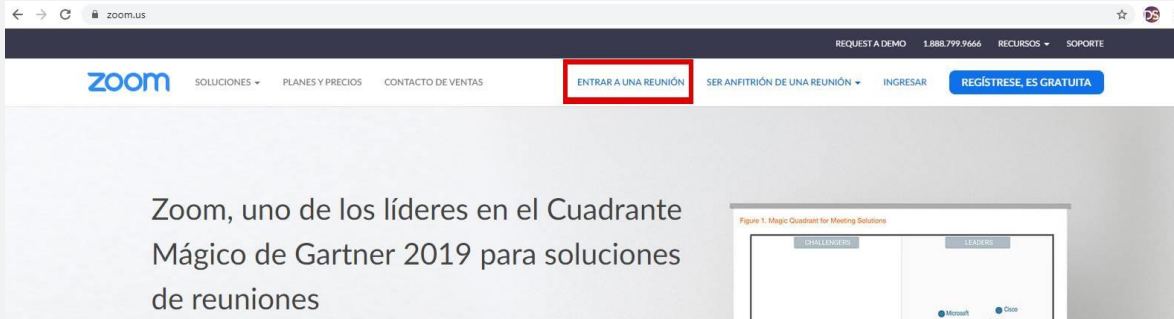 zoom.us
DS
REQUEST A DEMO 1.888.799.9666 RECURSOS SOPORTE
zoom SOLUCIONES PLANES Y PRECIOS CONTACTO DE VENTAS ENTRAR A UNA REUNIÓN SER ANFITRIÓN DE UNA REUNIÓN INGRESAR REGÍSTRESE, ES GRATUITA
Zoom, uno de los líderes en el Cuadrante
Mágico de Gartner 2019 para soluciones
de reuniones
Figure 1. Magic Quadrant for Meeting Solutions
CHALLENGERS LEADERS
Microsoft Cisco